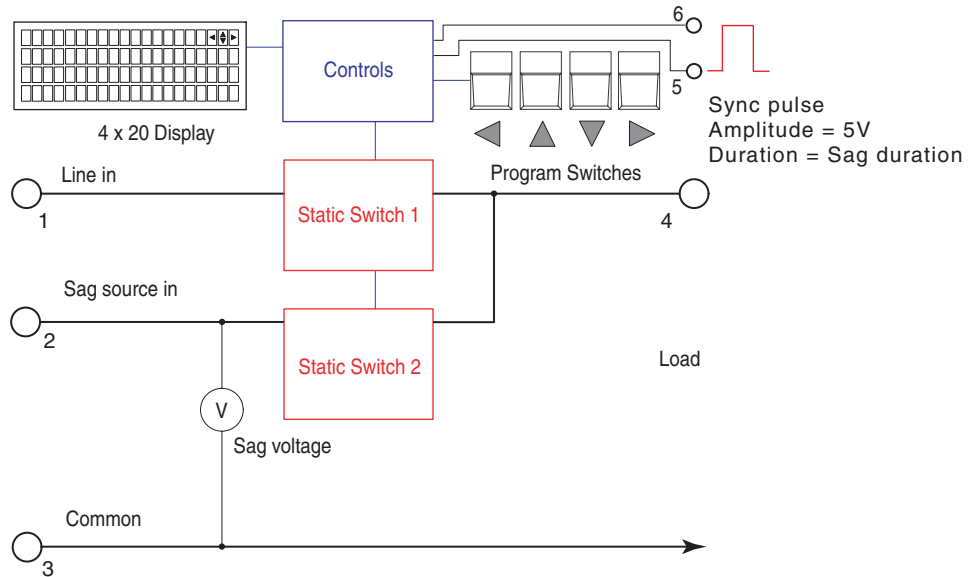 6
Controls
5
Sync pulse
Amplitude = 5V
Duration = Sag duration
4 x 20 Display
Line in
Program Switches
1
Static Switch 1
4
Sag source in
2
Static Switch 2
Load
V
Sag voltage
Common
3